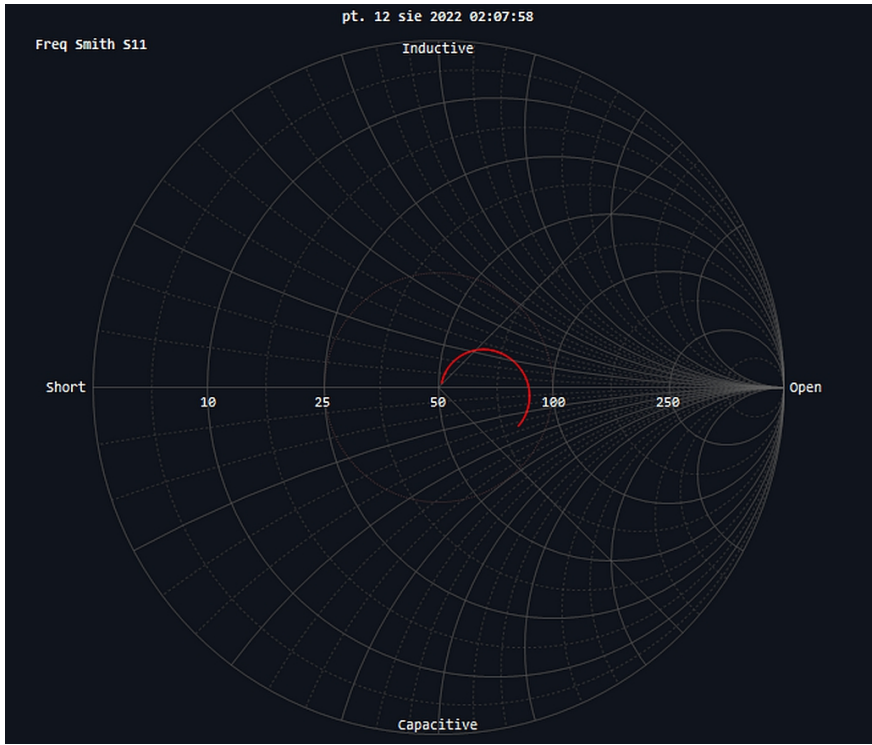 pt. 12 sie 2022 02:07:58
Freq Smith S11
Inductive
Short
Open
10
25
50
100
250
Capacitive